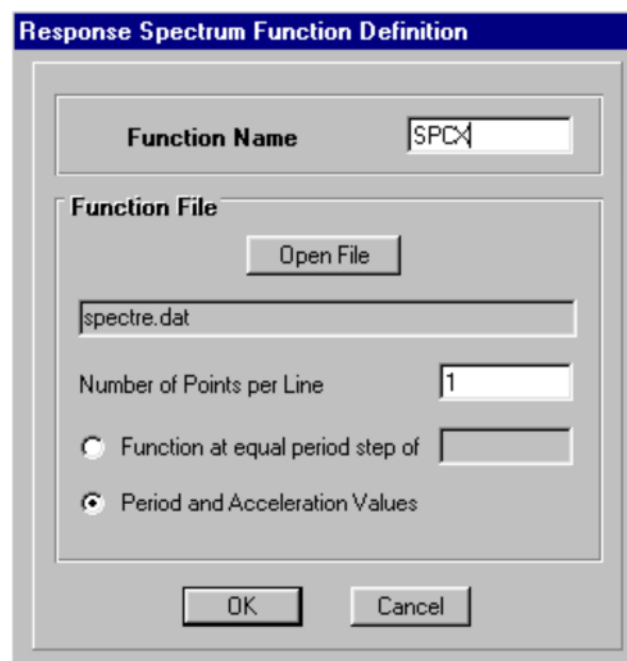 Response Spectrum Function Definition
Function Name SPCX
Function File
Open File
spectre.dat
Number of Points per Line 1
Function at equal period step of
Period and Acceleration Values
OK Cancel